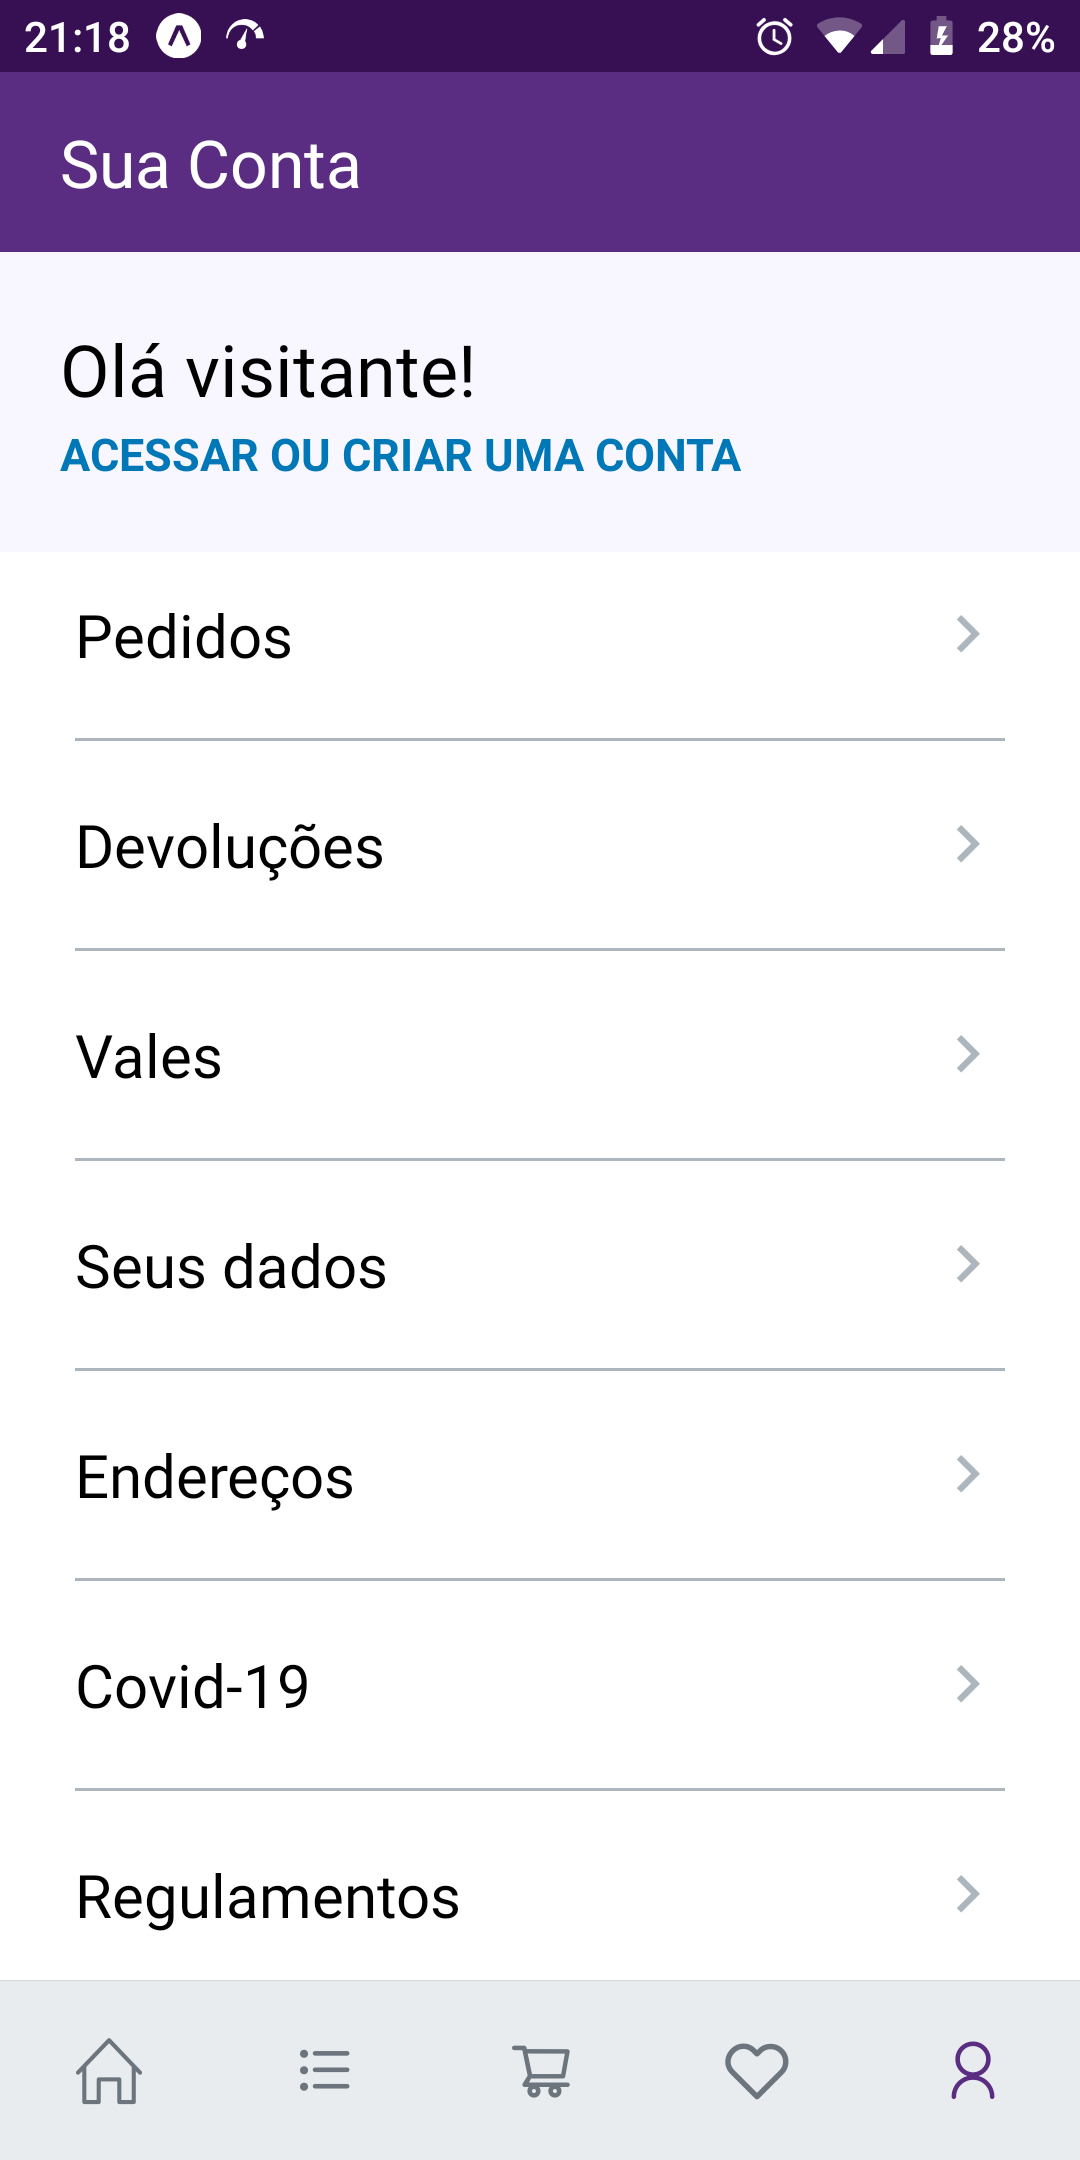 21:18
28%
Sua Conta
Olá visitante!
ACESSAR OU CRIAR UMA CONTA
Pedidos
Devoluções
Vales
Seus dados
Endereços
Covid-19
Regulamentos